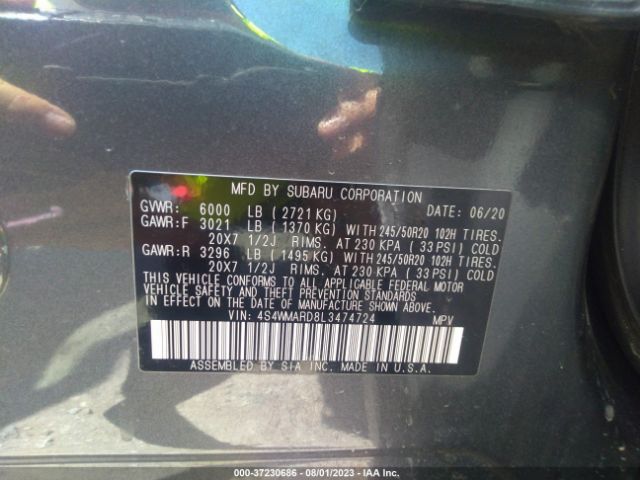 MFD BY SUBARU CORPORATION
GVWR: 6000 LB ( 2721 KG) DATE: 06/20
GAWR: F 3021 LB ( 1370 KG) WITH 245/50R20 102H TIRES.
20X7 1/2J RIMS. AT 230 KPA ( 33 PSI) COLD
GAWR: R 3296 LB ( 1495 KG) WITH 245/50R20 102H TIRES.
20X7 1/2J RIMS. AT 230 KPA ( 33 PSI) COLD
THIS VEHICLE CONFORMS TO ALL APPLICABLE FEDERAL MOTOR
VEHICLE SAFETY AND THEFT PREVENTION STANDARDS
IN EFFECT ON THE DATE OF MANUFACTURE SHOWN ABOVE.
VIN: 4S4WMARD8L3474724 MPV
ASSEMBLED BY SIA INC. MADE IN U.S.A.
000-37230686 - 08/01/2023 - IAA Inc.